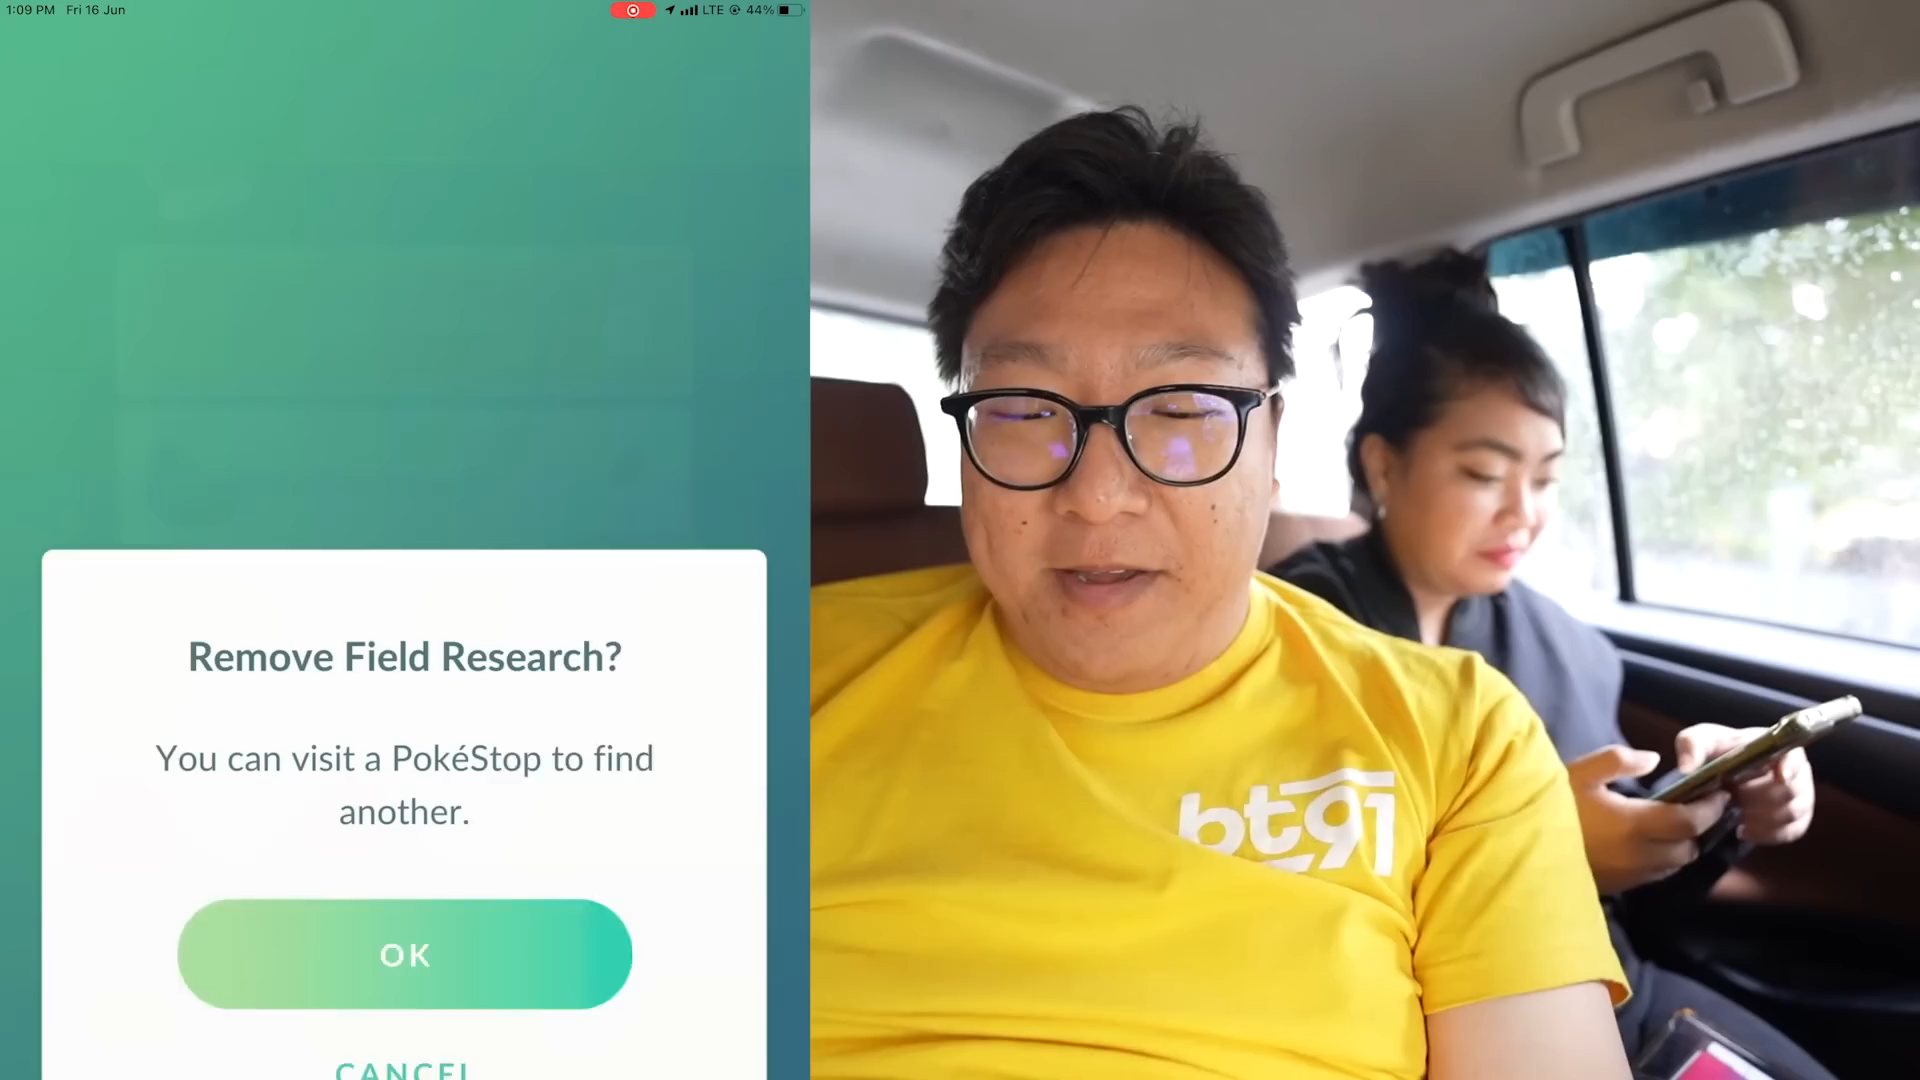 1:09 PM Fri 16 Jun
LTE 44%
Remove Field Research?
You can visit a PokéStop to find
another.
OK
CANCEL
bt91